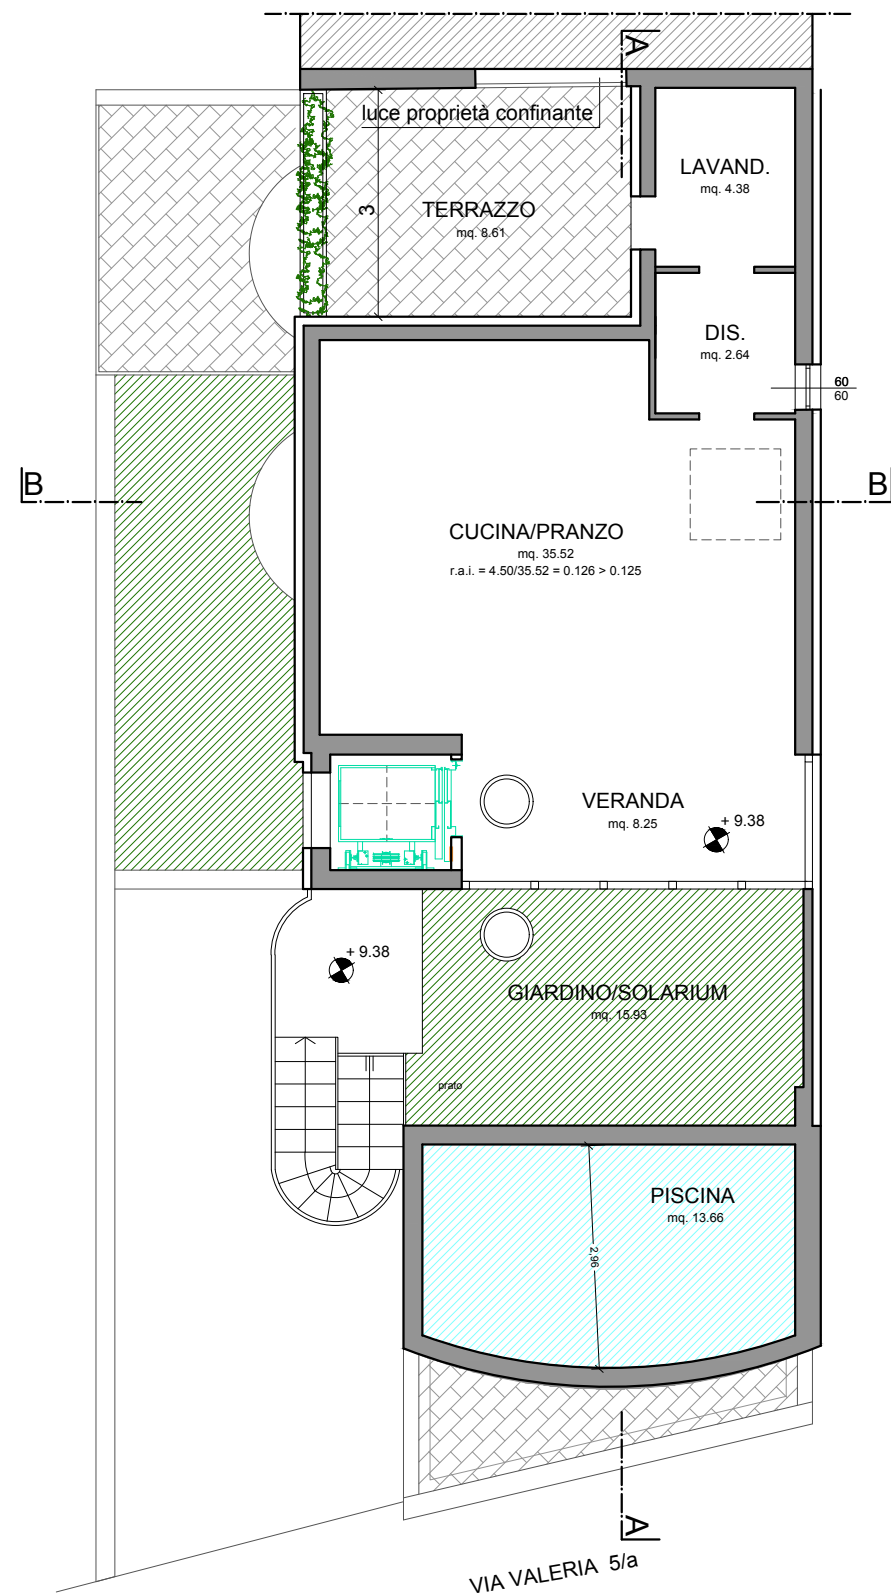 A
luce proprietà confinante
LAVAND.
mq. 4.38
3
TERRAZZO
mq. 8.61
DIS.
mq. 2.64
60
60
B
B
CUCINA/PRANZO
mq. 35.52
r.a.i. = 4.50/35.52 = 0.126 > 0.125
VERANDA
mq. 8.25
+ 9.38
+ 9.38
GIARDINO/SOLARIUM
mq. 15.93
prato
PISCINA
mq. 13.66
2,96
A
VIA VALERIA 5/a